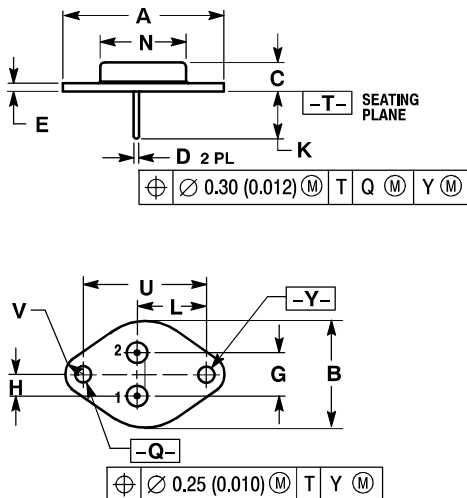 A
N
C
E
-T- SEATING PLANE
K
D 2 PL
⌖ ∅ 0.30 (0.012) Ⓜ T Q Ⓜ Y Ⓜ
U
V
L
-Y-
2
H
G
B
1
-Q-
⌖ ∅ 0.25 (0.010) Ⓜ T Y Ⓜ